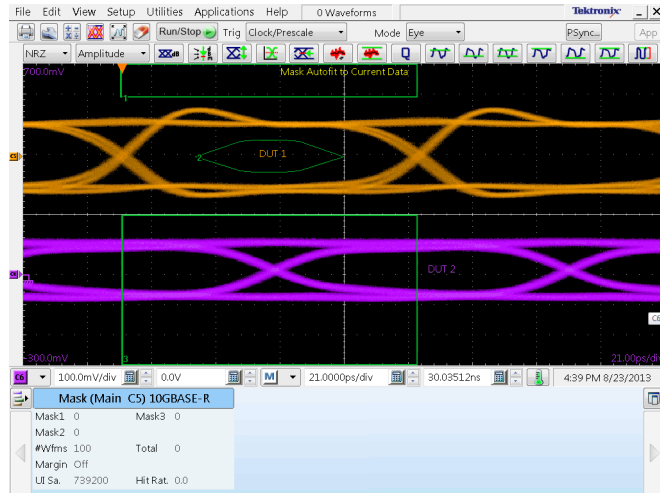 File Edit View Setup Utilities Applications Help 0 Waveforms Tektronix
Run/Stop Trig Clock/Prescale Mode Eye PSync... App
NRZ Amplitude
700.0mV Mask Autofit to Current Data
1
C5
2 DUT 1
C6 DUT 2
C6
-300.0mV 3 21.00ps/div
C6 100.0mV/div 0.0V M 21.0000ps/div 30.03512ns 4:39 PM 8/23/2013
Mask (Main C5) 10GBASE-R
Mask1 0 Mask3 0
Mask2 0
#Wfms 100 Total 0
Margin Off
UI Sa. 739200 Hit Rat. 0.0